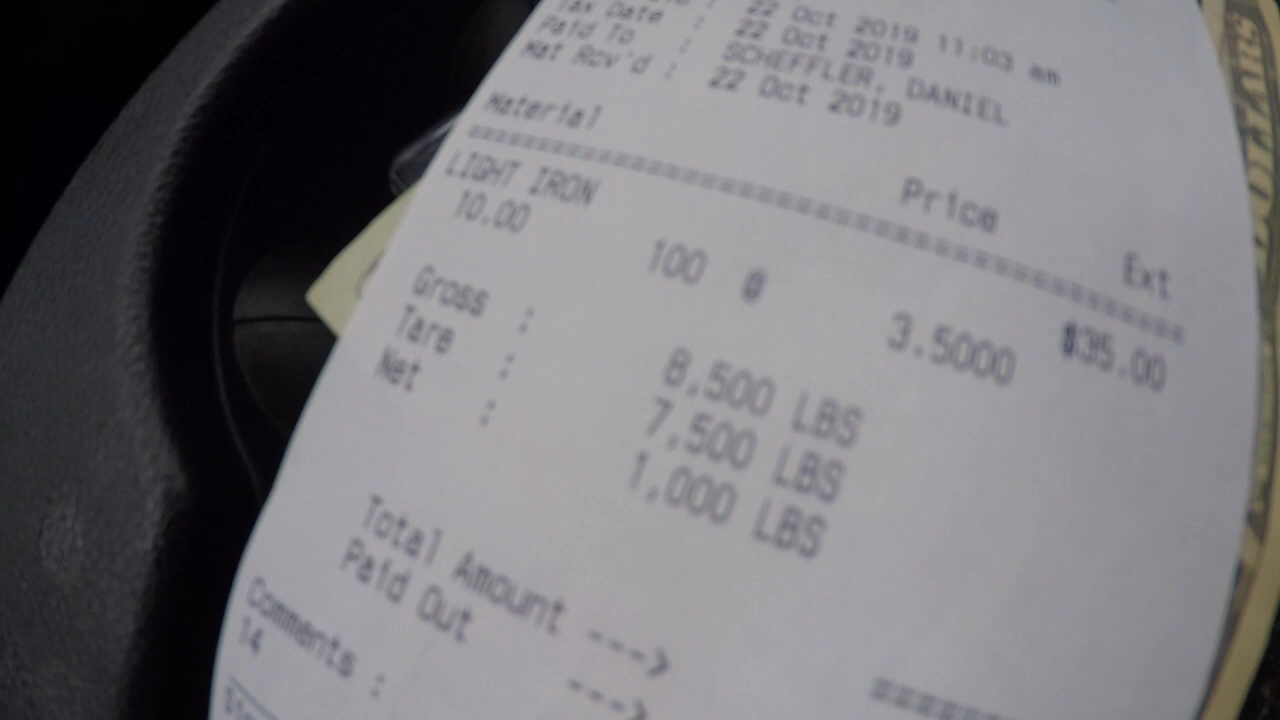 : 22 Oct 2019 11:03 am
Tax Date : 22 Oct 2019
Paid To : SCHEFFLER, DANIEL
Mat Rcv'd : 22 Oct 2019
Material Price Ext
LIGHT IRON
10.00 100 @ 3.5000 $35.00
Gross : 8,500 LBS
Tare : 7,500 LBS
Net : 1,000 LBS
Total Amount --->
Paid Out --->
Comments :
14
DOLLARS